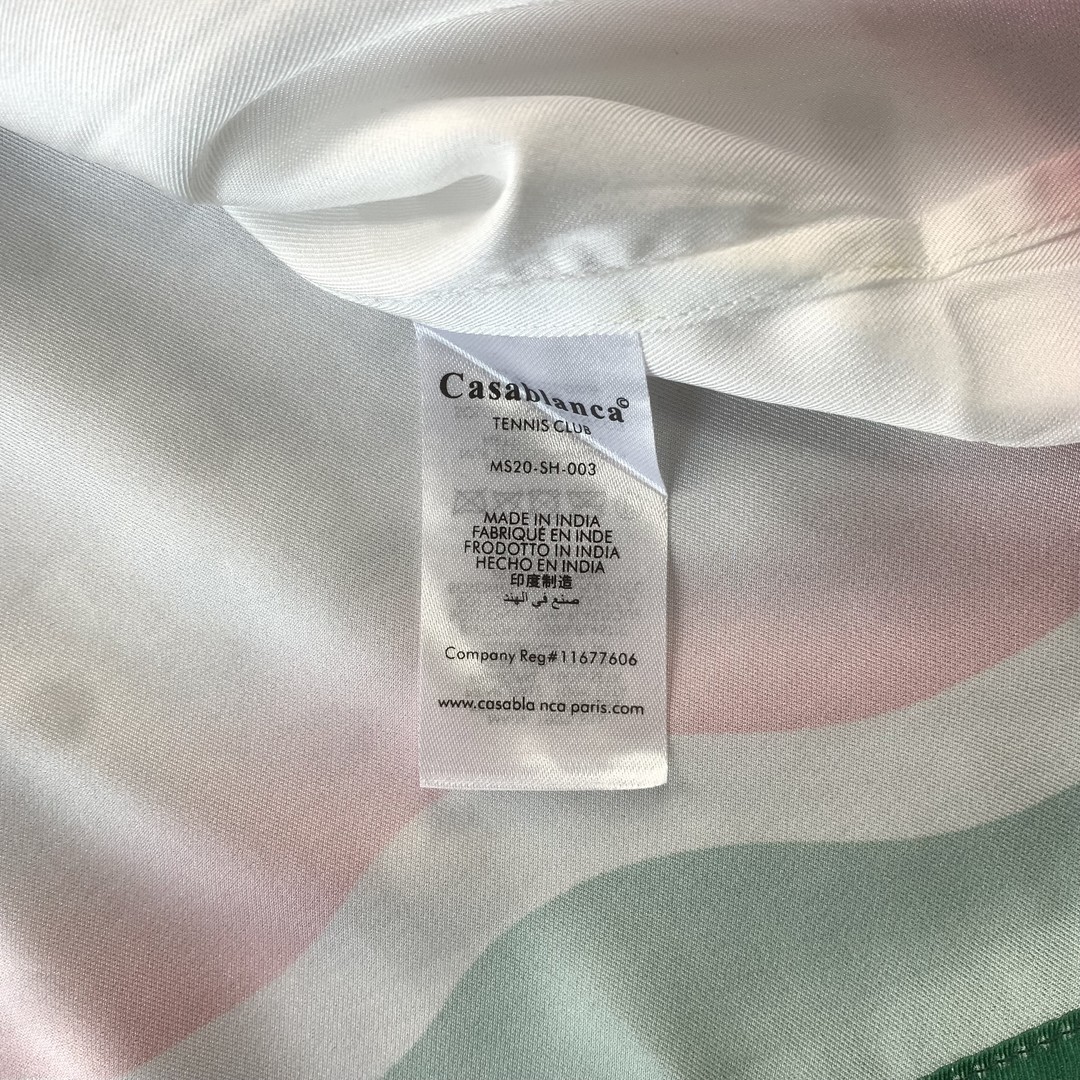 Casablanca©
TENNIS CLUB
MS20-SH-003
MADE IN INDIA
FABRIQUÉ EN INDE
FRODOTTO IN INDIA
HECHO EN INDIA
印度制造
صنع في الهند
Company Reg#11677606
www.casabla nca paris.com